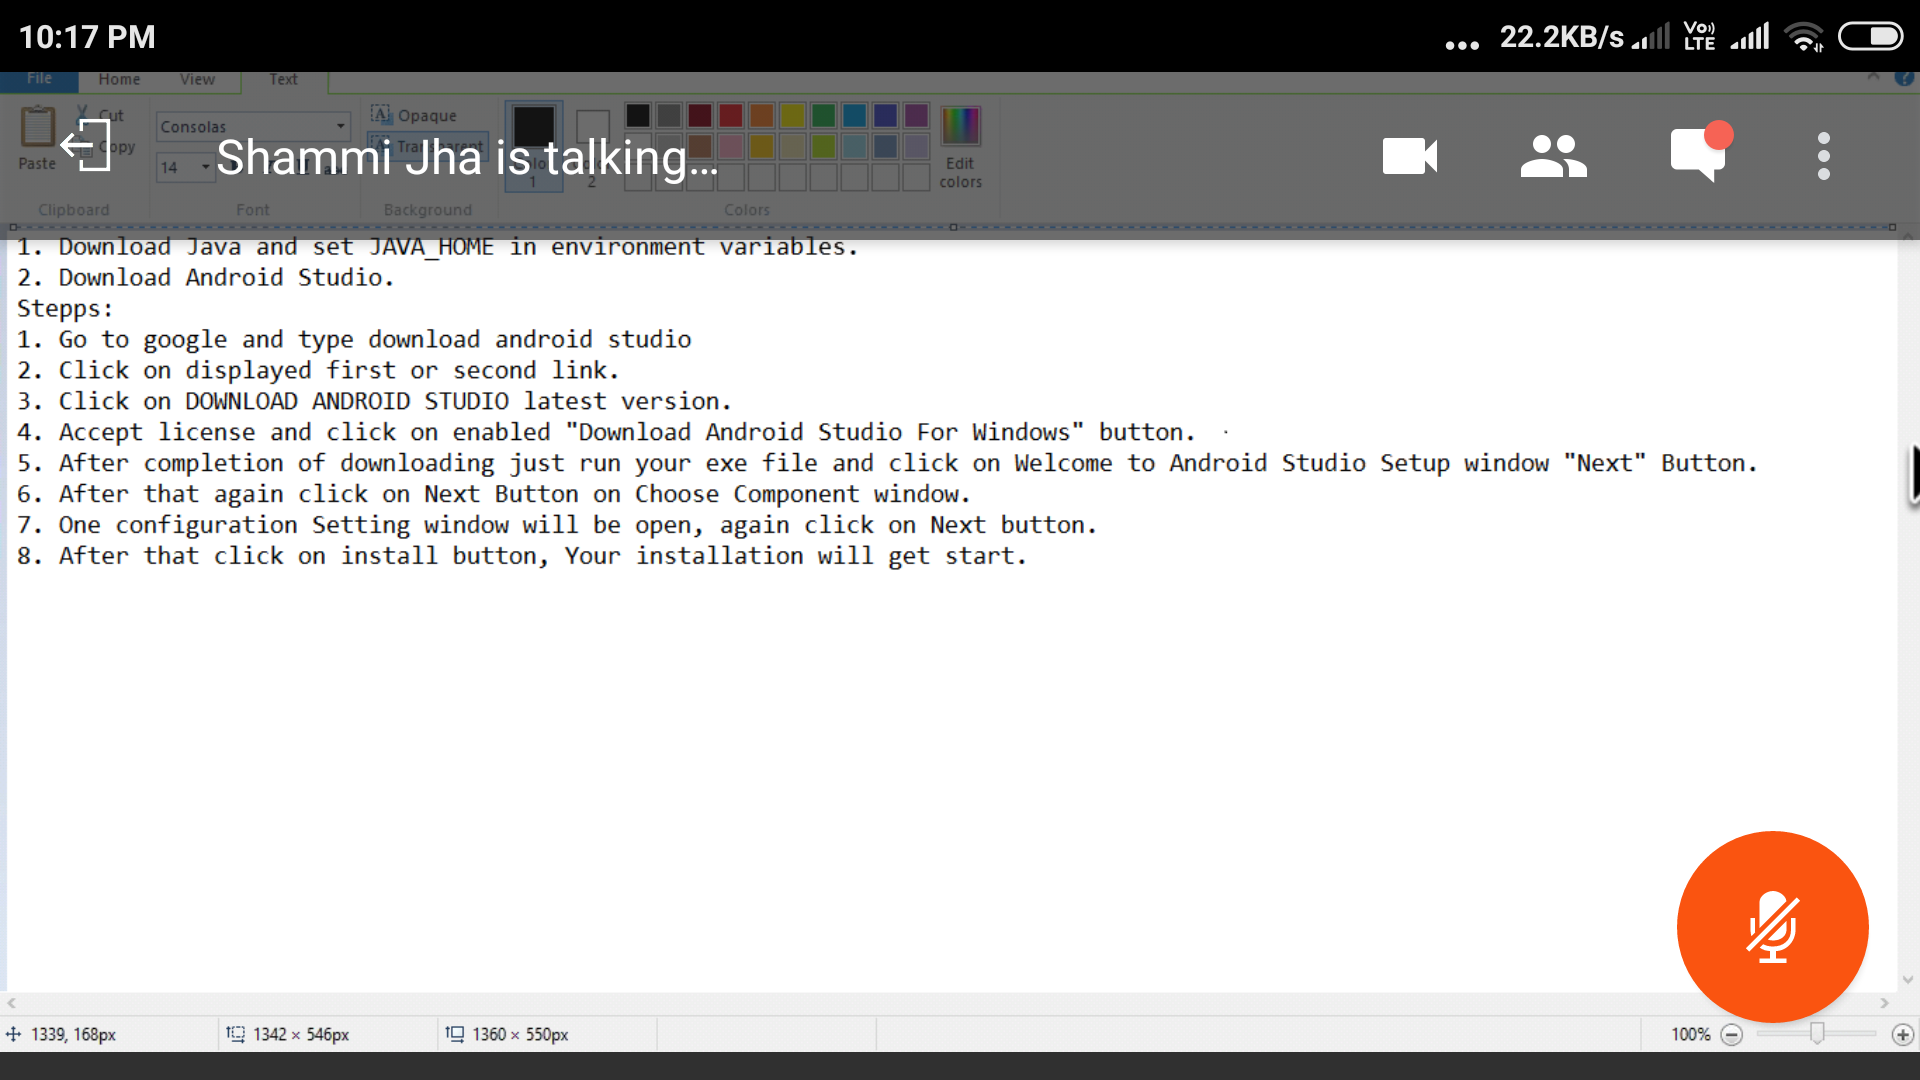 10:17 PM
... 22.2KB/s Vo)) LTE
File Home View Text
Cut
Consolas
Opaque
Copy
Transparent
Shammi Jha is talking...
Paste
14
Edit
1
2
colors
Clipboard
Font
Background
Colors
1. Download Java and set JAVA_HOME in environment variables.
2. Download Android Studio.
Stepps:
1. Go to google and type download android studio
2. Click on displayed first or second link.
3. Click on DOWNLOAD ANDROID STUDIO latest version.
4. Accept license and click on enabled "Download Android Studio For Windows" button.
5. After completion of downloading just run your exe file and click on Welcome to Android Studio Setup window "Next" Button.
6. After that again click on Next Button on Choose Component window.
7. One configuration Setting window will be open, again click on Next button.
8. After that click on install button, Your installation will get start.
1339, 168px
1342 × 546px
1360 × 550px
100%